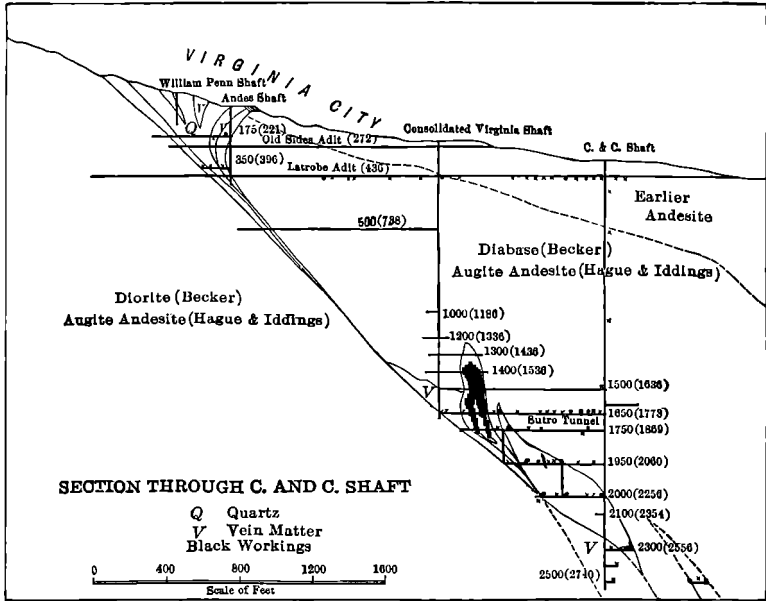 VIRGINIA CITY
William Penn Shaft
Andes Shaft
V
Q
V
175(221)
Old Sides Adit (272)
Consolidated Virginia Shaft
C. & C. Shaft
350(396)
Latrobe Adit (436)
Earlier
Andesite
500(738)
Diabase (Becker)
Augite Andesite (Hague & Iddings)
Diorite (Becker)
Augite Andesite (Hague & Iddings)
1000(1186)
1200(1336)
1300(1436)
1400(1536)
V
1500(1636)
1650(1773)
Sutro Tunnel
1750(1869)
1950(2060)
2000(2256)
2100(2354)
V
2300(2556)
2500(2740)
SECTION THROUGH C. AND C. SHAFT
Q Quartz
V Vein Matter
Black Workings
0 400 800 1200 1600
Scale of Feet